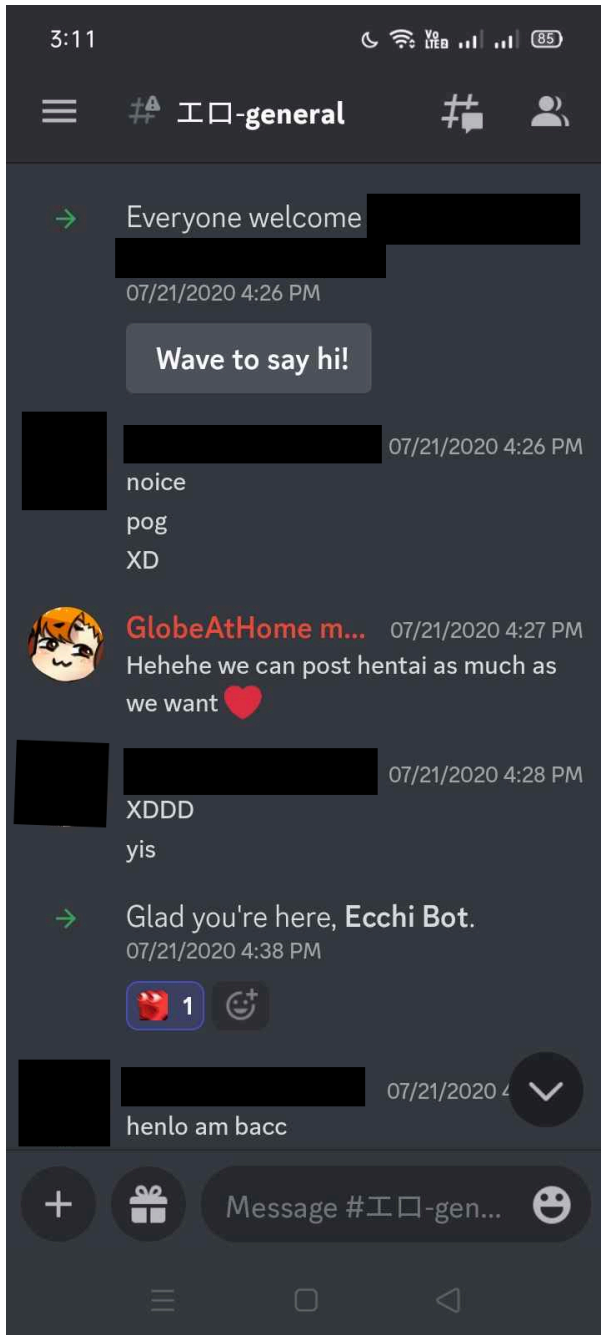 3:11
Vo LTE 85
エロ-general
Everyone welcome
07/21/2020 4:26 PM
Wave to say hi!
07/21/2020 4:26 PM
noice
pog
XD
GlobeAtHome m... 07/21/2020 4:27 PM
Hehehe we can post hentai as much as
we want
07/21/2020 4:28 PM
XDDD
yis
Glad you're here, Ecchi Bot.
07/21/2020 4:38 PM
1
07/21/2020
henlo am bacc
Message #エロ-gen...